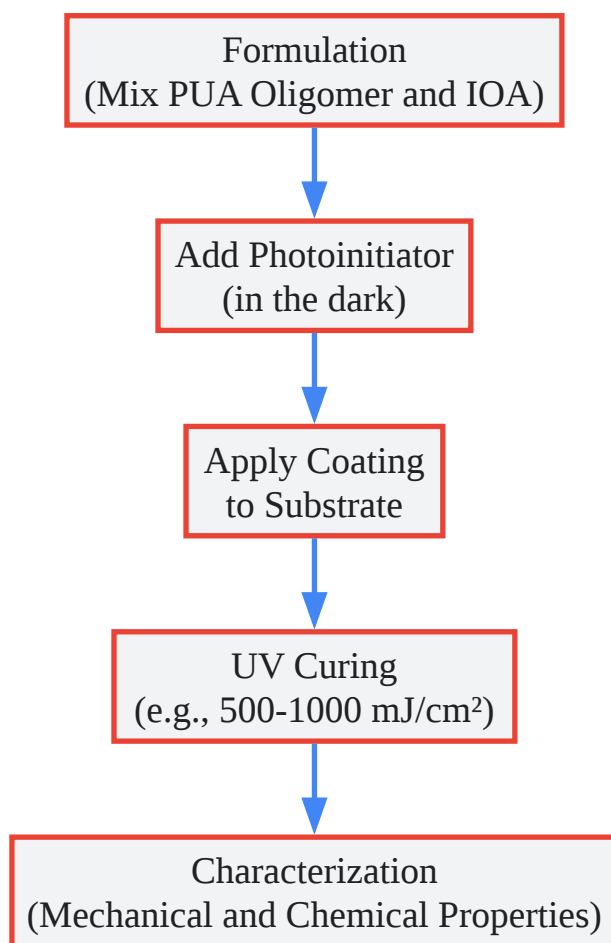 Formulation
(Mix PUA Oligomer and IOA)
Add Photoinitiator
(in the dark)
Apply Coating
to Substrate
UV Curing
(e.g., 500-1000 mJ/cm²)
Characterization
(Mechanical and Chemical Properties)